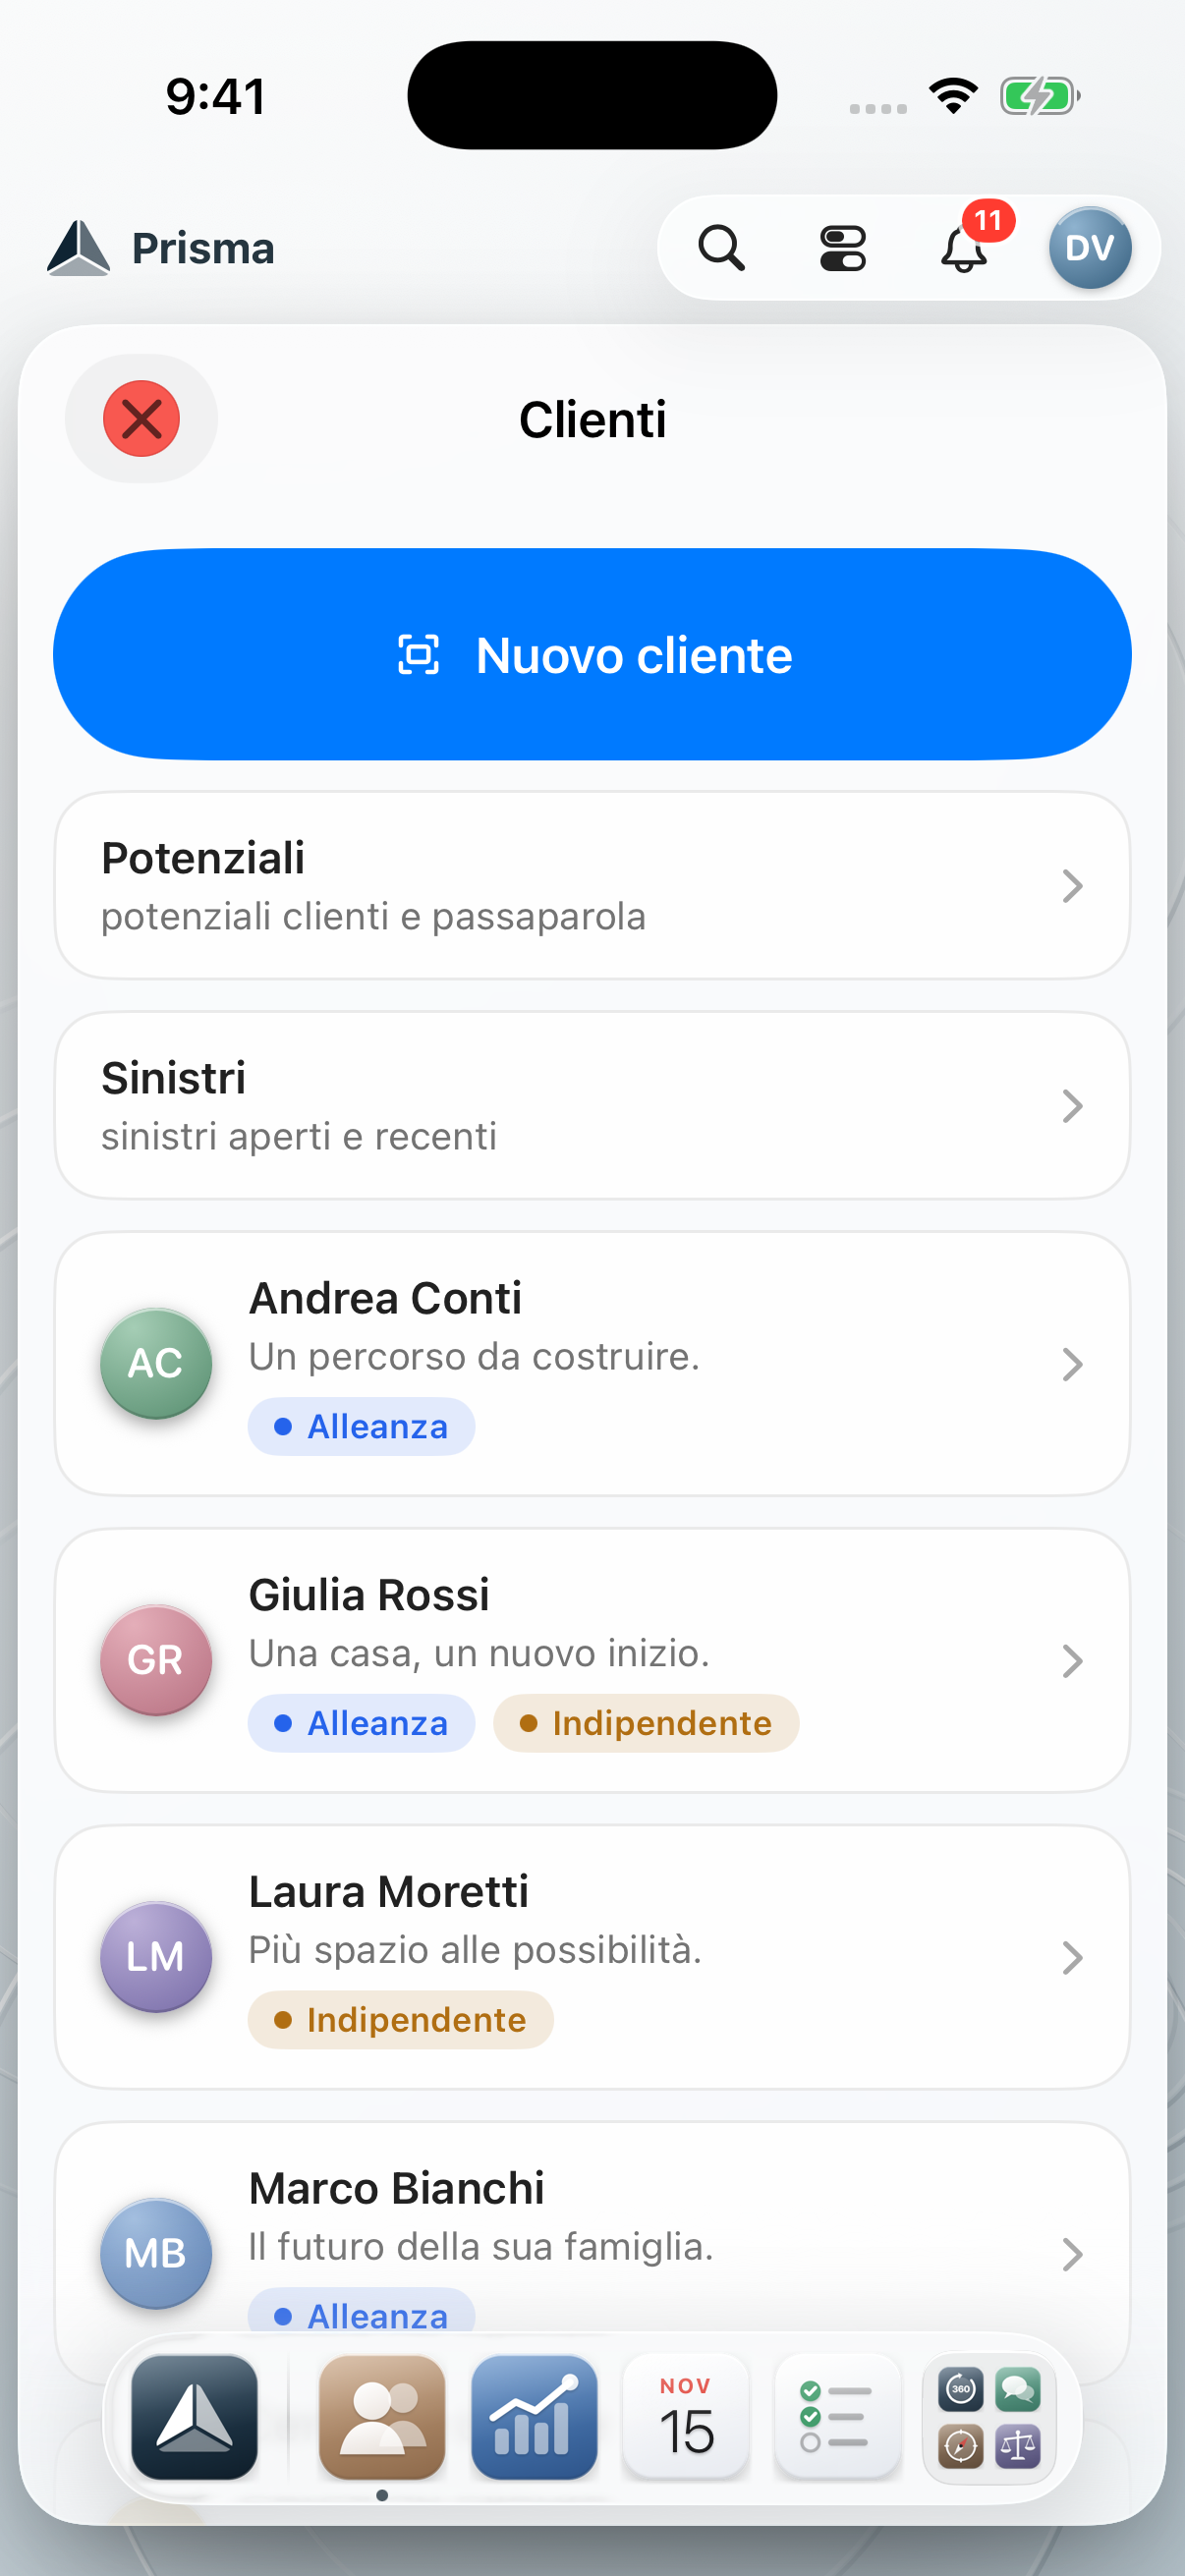 9:41
Prisma
11
DV
Clienti
Nuovo cliente
Potenziali
potenziali clienti e passaparola
Sinistri
sinistri aperti e recenti
AC
Andrea Conti
Un percorso da costruire.
Alleanza
GR
Giulia Rossi
Una casa, un nuovo inizio.
Alleanza
Indipendente
LM
Laura Moretti
Più spazio alle possibilità.
Indipendente
MB
Marco Bianchi
Il futuro della sua famiglia.
Alleanza
NOV
15
360